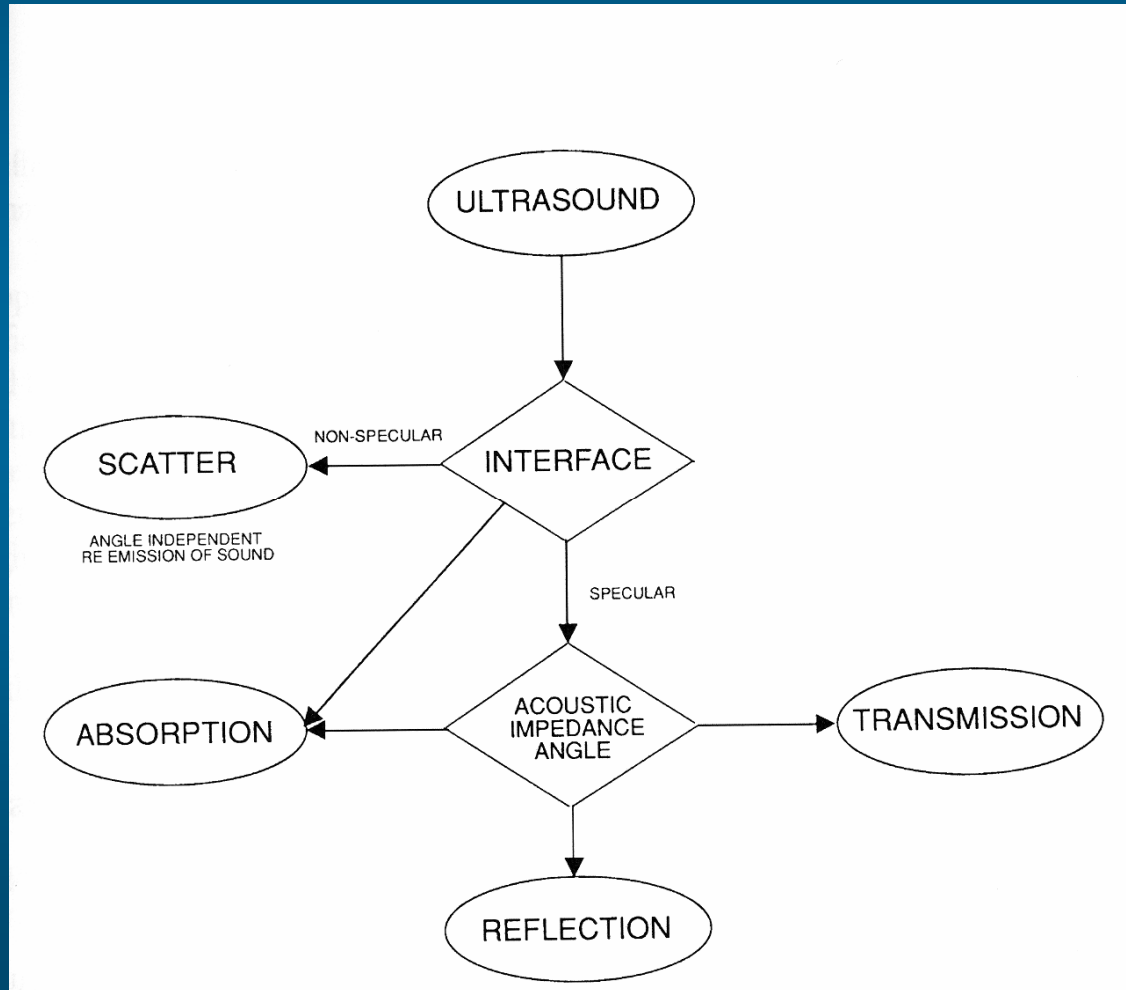 ULTRASOUND
NON-SPECULAR
SCATTER
INTERFACE
ANGLE INDEPENDENT
RE EMISSION OF SOUND
SPECULAR
ABSORPTION
ACOUSTIC
IMPEDANCE
ANGLE
TRANSMISSION
REFLECTION